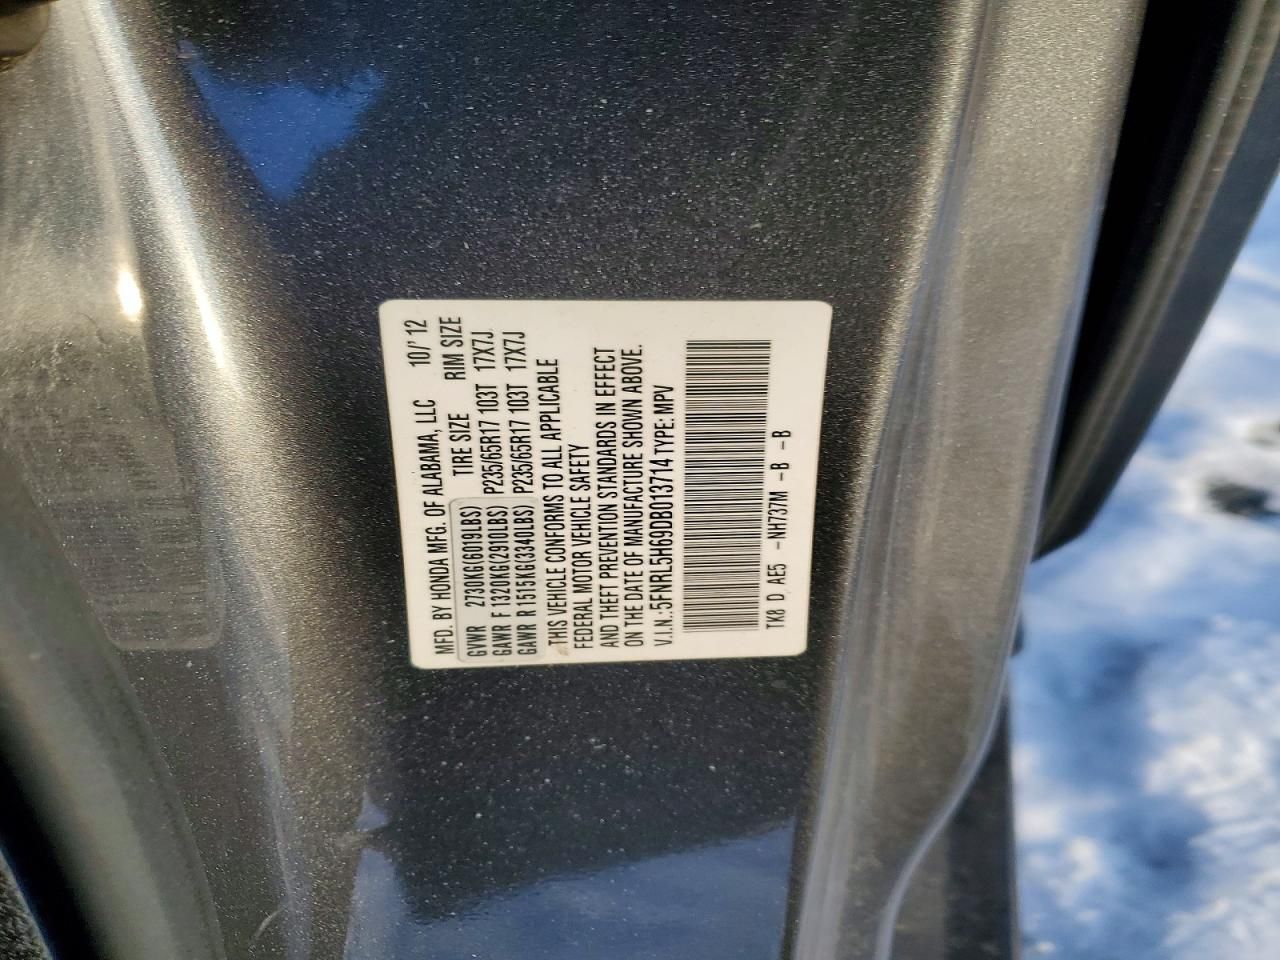 MFD. BY HONDA MFG. OF ALABAMA, LLC 10/'12
TIRE SIZE RIM SIZE
GVWR 2730KG(6019LBS)
GAWR F 1320KG(2910LBS) P235/65R17 103T 17X7J.
GAWR R 1515KG(3340LBS) P235/65R17 103T 17X7J
THIS VEHICLE CONFORMS TO ALL APPLICABLE
FEDERAL MOTOR VEHICLE SAFETY
AND THEFT PREVENTION STANDARDS IN EFFECT
ON THE DATE OF MANUFACTURE SHOWN ABOVE.
V.I.N.:5FNRL5H69DB013714 TYPE: MPV
TK8 D AE5 -NH737M -B -B